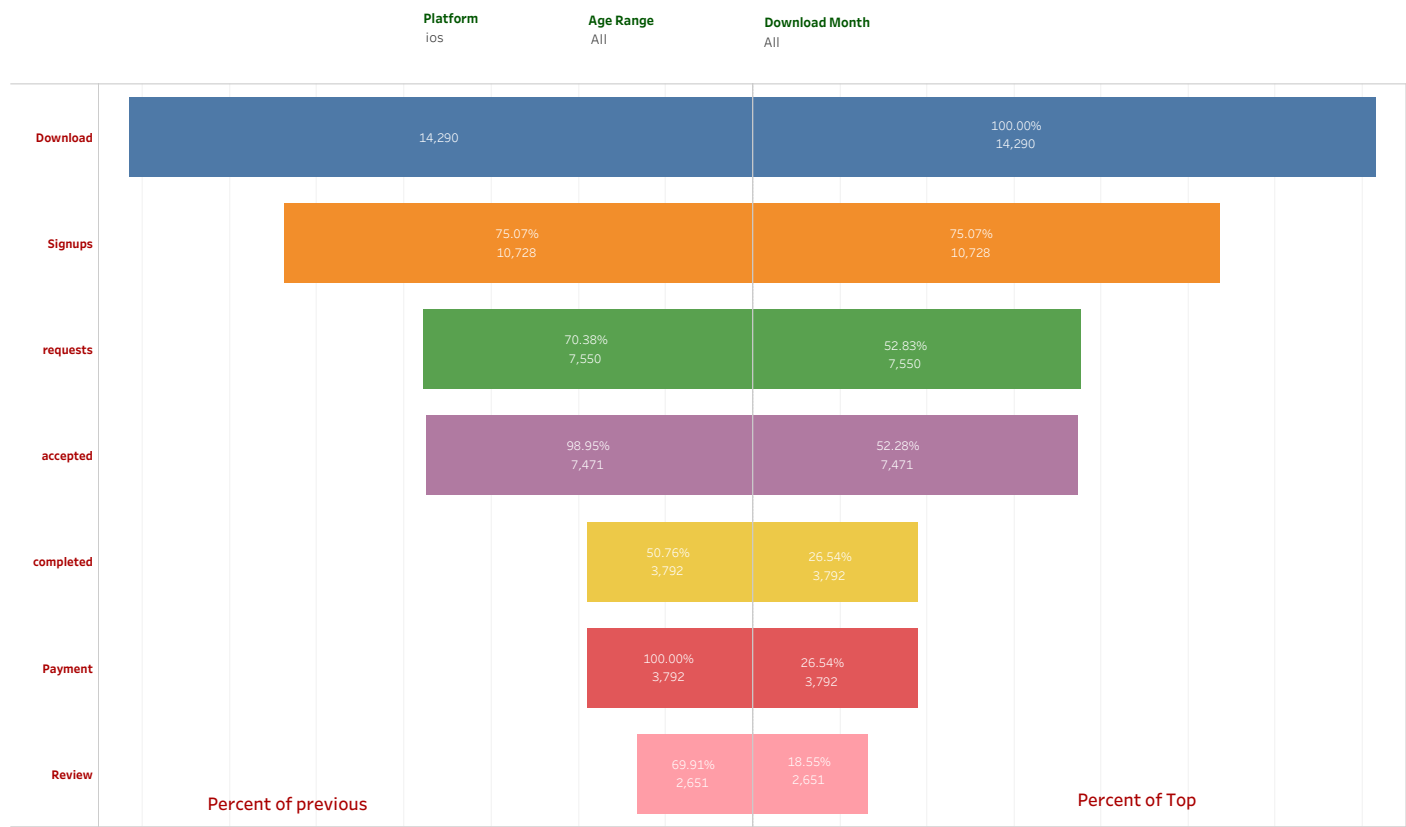 Platform
ios
Age Range
All
Download Month
All
Download
14,290
100.00%
14,290
Signups
75.07%
10,728
75.07%
10,728
requests
70.38%
7,550
52.83%
7,550
accepted
98.95%
7,471
52.28%
7,471
completed
50.76%
3,792
26.54%
3,792
Payment
100.00%
3,792
26.54%
3,792
Review
69.91%
2,651
18.55%
2,651
Percent of previous
Percent of Top